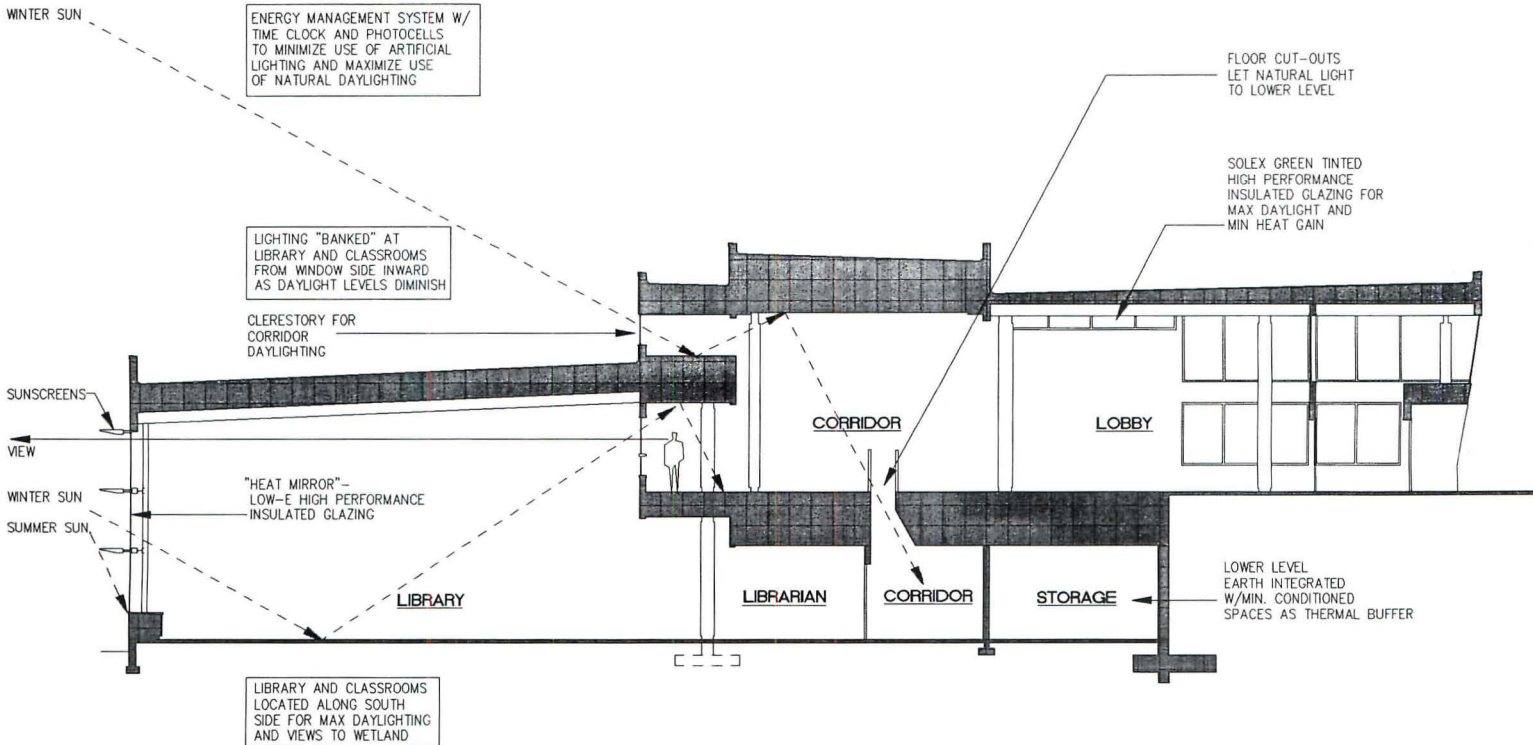 WINTER SUN
ENERGY MANAGEMENT SYSTEM W/
TIME CLOCK AND PHOTOCELLS
TO MINIMIZE USE OF ARTIFICIAL
LIGHTING AND MAXIMIZE USE
OF NATURAL DAYLIGHTING
FLOOR CUT-OUTS
LET NATURAL LIGHT
TO LOWER LEVEL
SOLEX GREEN TINTED
HIGH PERFORMANCE
INSULATED GLAZING FOR
MAX DAYLIGHT AND
MIN HEAT GAIN
LIGHTING "BANKED" AT
LIBRARY AND CLASSROOMS
FROM WINDOW SIDE INWARD
AS DAYLIGHT LEVELS DIMINISH
CLERESTORY FOR
CORRIDOR
DAYLIGHTING
SUNSCREENS
VIEW
CORRIDOR
LOBBY
"HEAT MIRROR"-
LOW-E HIGH PERFORMANCE
INSULATED GLAZING
WINTER SUN
SUMMER SUN
LIBRARY
LIBRARIAN
CORRIDOR
STORAGE
LOWER LEVEL
EARTH INTEGRATED
W/MIN. CONDITIONED
SPACES AS THERMAL BUFFER
LIBRARY AND CLASSROOMS
LOCATED ALONG SOUTH
SIDE FOR MAX DAYLIGHTING
AND VIEWS TO WETLAND